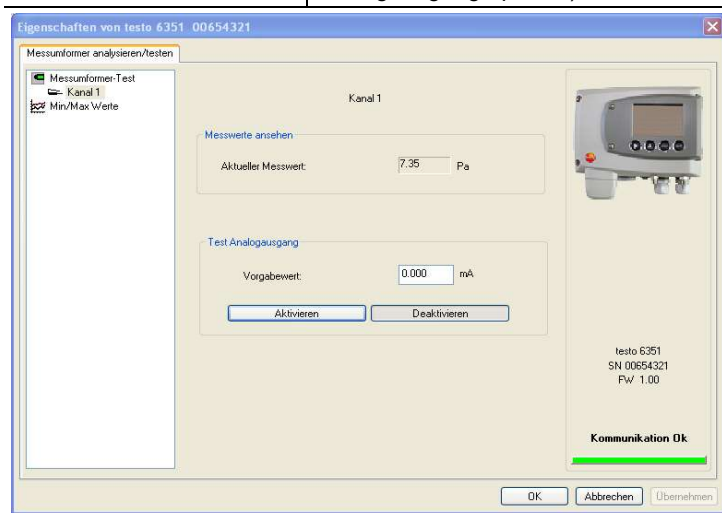 Eigenschaften von testo 6351 00654321
Messumformer analysieren/testen
Messumformer-Test
Kanal 1
Min/Max Werte
Kanal 1
Messwerte ansehen
Aktueller Messwert: 7.35 Pa
Test Analogausgang
Vorgabewert: 0.000 mA
Aktivieren Deaktivieren
testo 6351
SN 00654321
FW 1.00
Kommunikation Ok
OK Abbrechen Übernehmen